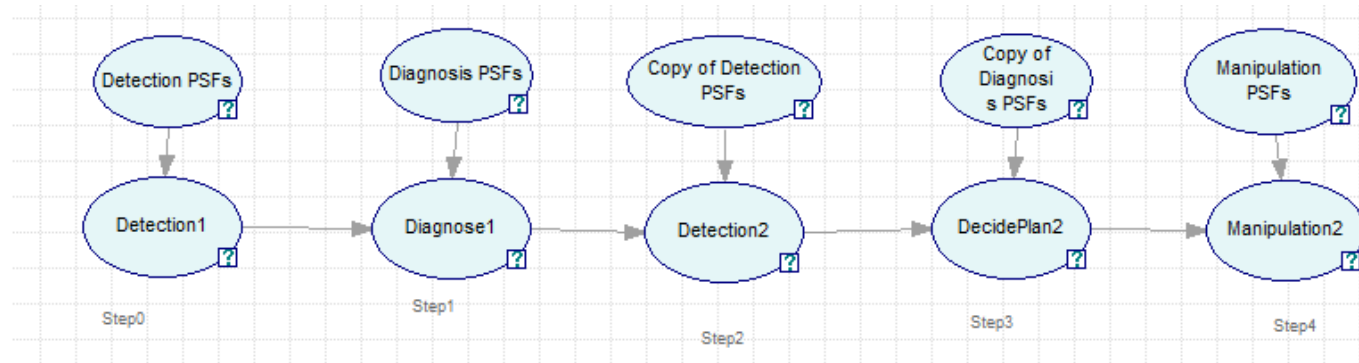 Detection PSFs
?
Diagnosis PSFs
?
Copy of Detection
PSFs
?
Copy of
Diagnosi
s PSFs
?
Manipulation
PSFs
?
Detection1
?
Diagnose1
?
Detection2
?
DecidePlan2
?
Manipulation2
?
Step0
Step1
Step2
Step3
Step4